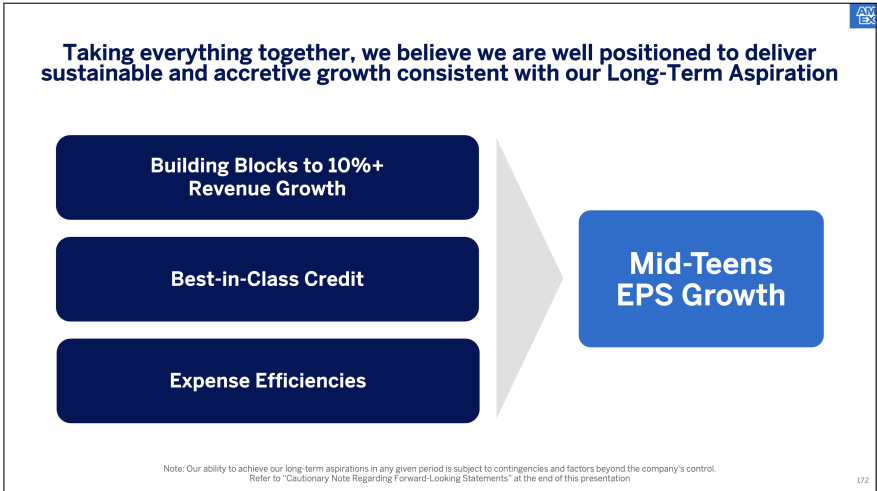 AM
EX
Taking everything together, we believe we are well positioned to deliver
sustainable and accretive growth consistent with our Long-Term Aspiration
Building Blocks to 10%+
Revenue Growth
Best-in-Class Credit
Expense Efficiencies
Mid-Teens
EPS Growth
Note: Our ability to achieve our long-term aspirations in any given period is subject to contingencies and factors beyond the company's control.
Refer to "Cautionary Note Regarding Forward-Looking Statements" at the end of this presentation
172